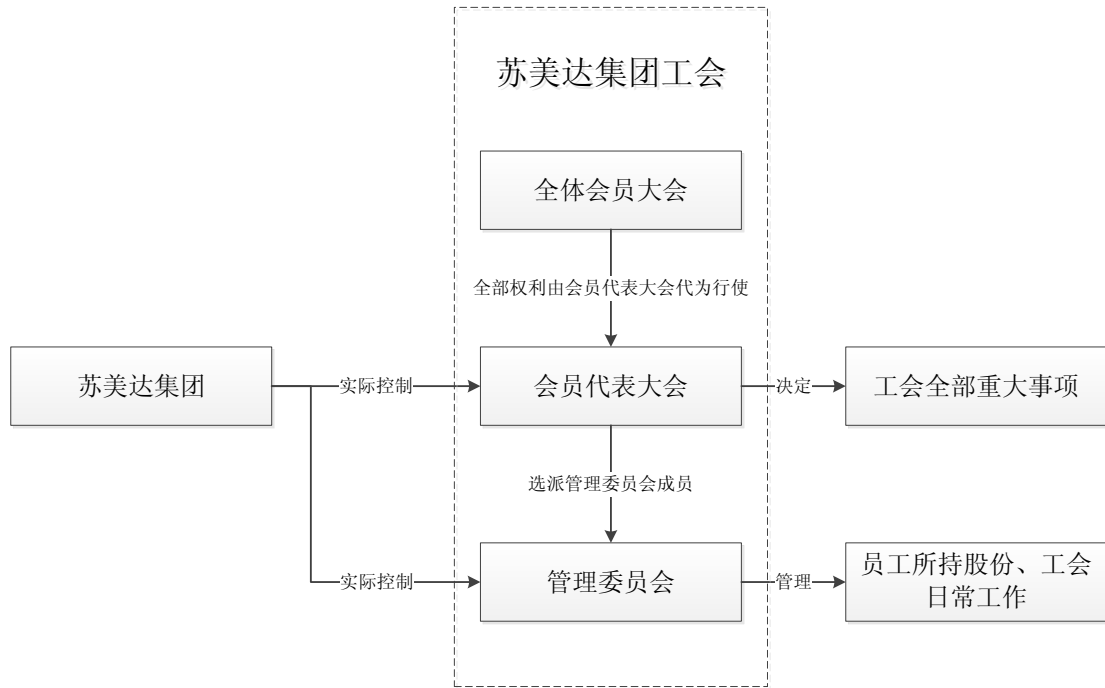 苏美达集团工会
全体会员大会
全部权利由会员代表大会代为行使
苏美达集团
实际控制
会员代表大会
决定
工会全部重大事项
选派管理委员会成员
实际控制
管理委员会
管理
员工所持股份、工会
日常工作